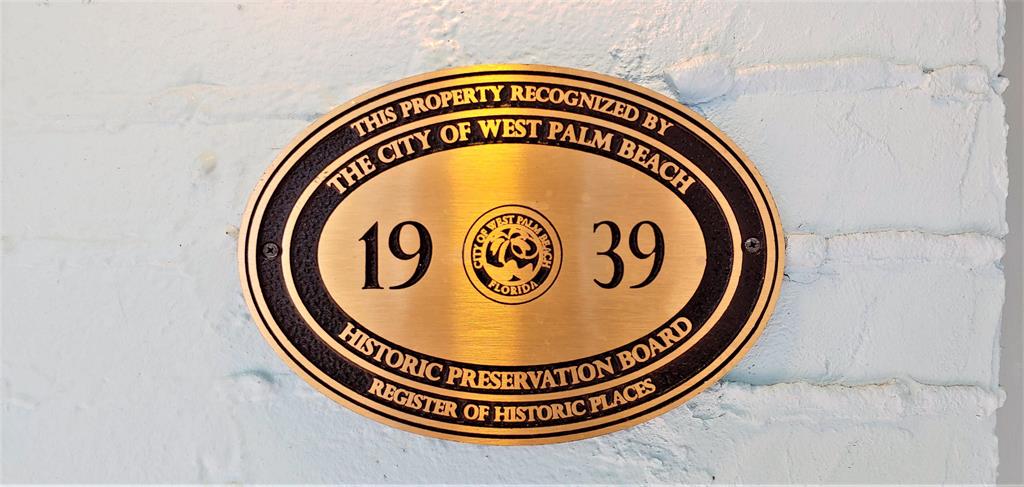 THIS PROPERTY RECOGNIZED BY
THE CITY OF WEST PALM BEACH
19 39
CITY OF WEST PALM BEACH
FLORIDA
HISTORIC PRESERVATION BOARD
REGISTER OF HISTORIC PLACES